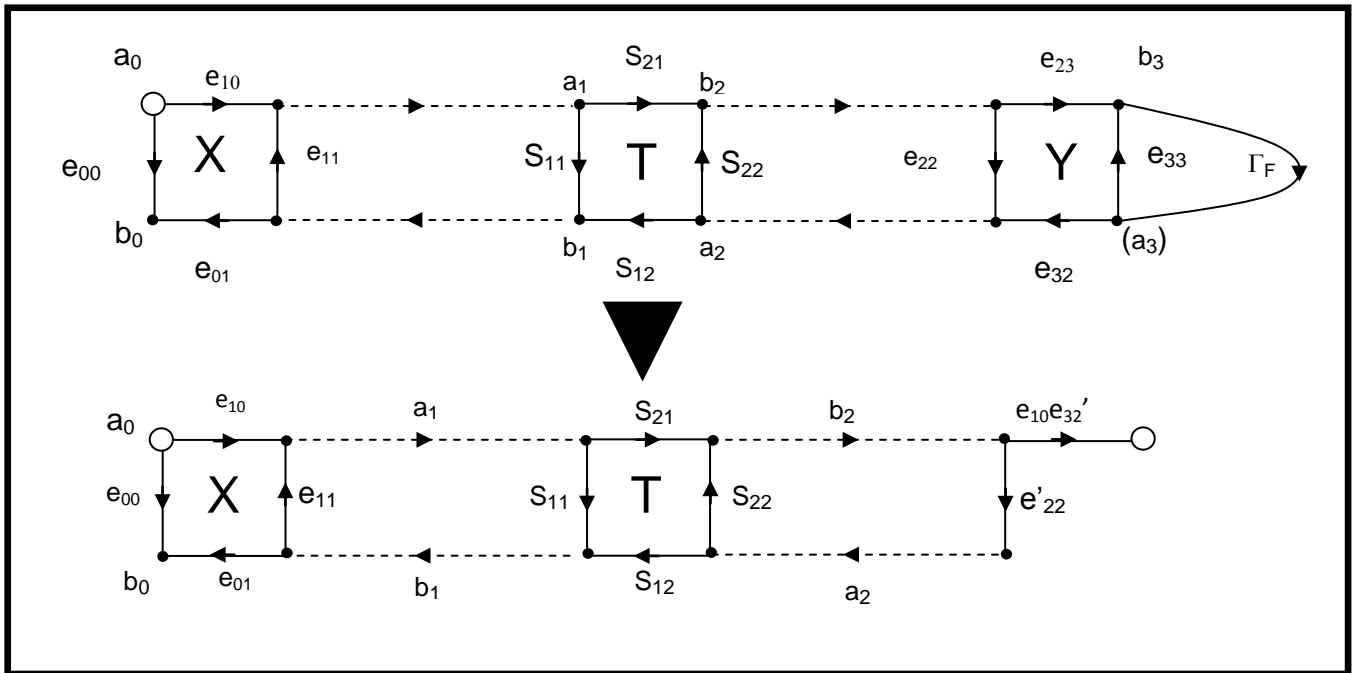 a₀ e₁₀ S₂₁ e₂₃ b₃
a₁ b₂
e₀₀ X e₁₁ S₁₁ T S₂₂ e₂₂ Y e₃₃ Γ_F
b₀ e₀₁ b₁ S₁₂ a₂ e₃₂ (a₃)
a₀ e₁₀ a₁ S₂₁ b₂ e₁₀e₃₂'
e₀₀ X e₁₁ S₁₁ T S₂₂ e'₂₂
b₀ e₀₁ b₁ S₁₂ a₂